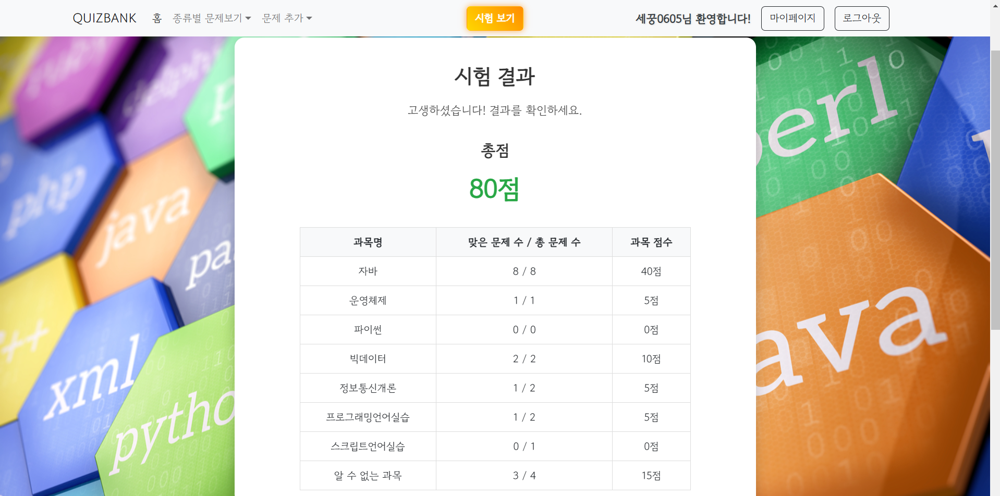 QUIZBANK 홈 종류별 문제보기 문제 추가 시험 보기 세꿍0605님 환영합니다! 마이페이지 로그아웃
시험 결과
고생하셨습니다! 결과를 확인하세요.
총점
80점
과목명 맞은 문제 수 / 총 문제 수 과목 점수
자바 8 / 8 40점
운영체제 1 / 1 5점
파이썬 0 / 0 0점
빅데이터 2 / 2 10점
정보통신개론 1 / 2 5점
프로그래밍언어실습 1 / 2 5점
스크립트언어실습 0 / 1 0점
알 수 없는 과목 3 / 4 15점
php
java
pa
c++
xml
pytho
erl
ava